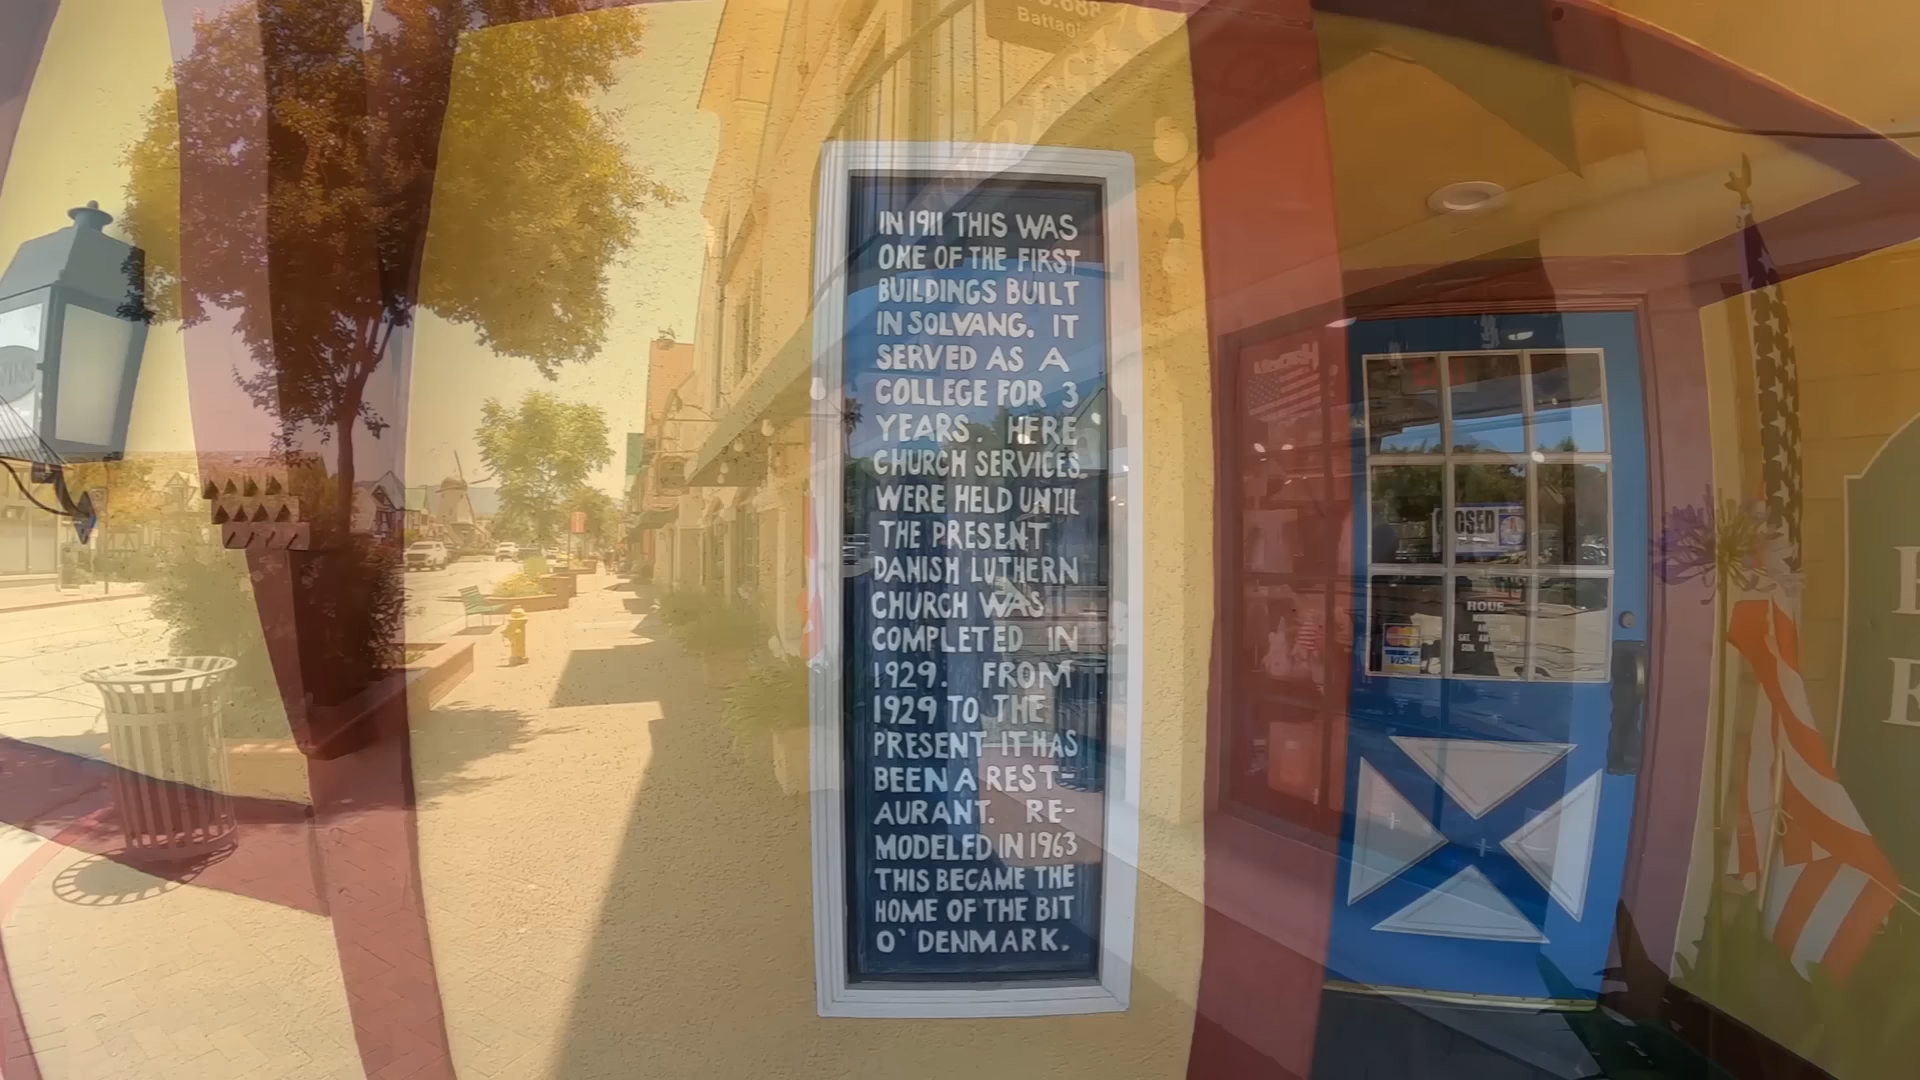 Battagl
IN 1911 THIS WAS
ONE OF THE FIRST
BUILDINGS BUILT
IN SOLVANG. IT
SERVED AS A
COLLEGE FOR 3
YEARS. HERE
CHURCH SERVICES
WERE HELD UNTIL
THE PRESENT
DANISH LUTHERN
CHURCH WAS
COMPLETED IN
1929. FROM
1929 TO THE
PRESENT IT HAS
BEEN A REST-
AURANT. RE-
MODELED IN 1963
THIS BECAME THE
HOME OF THE BIT
O' DENMARK.
VISA